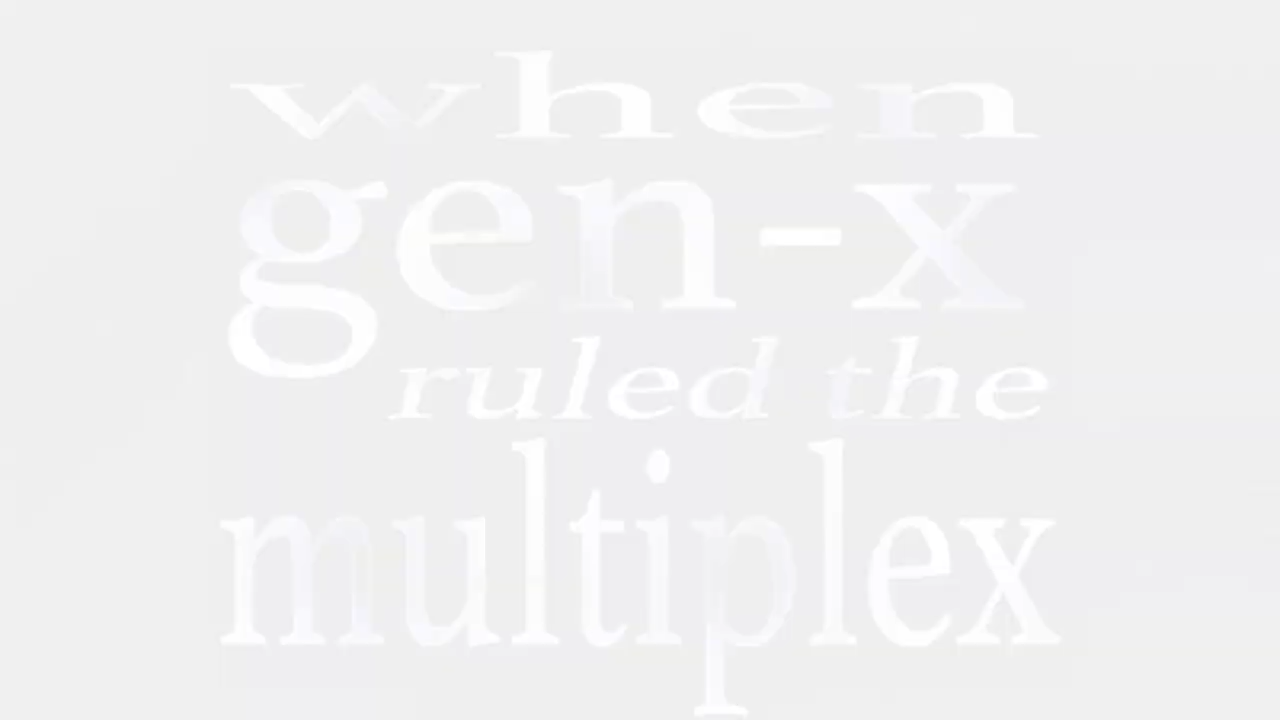 when
gen-x
ruled the
multiplex